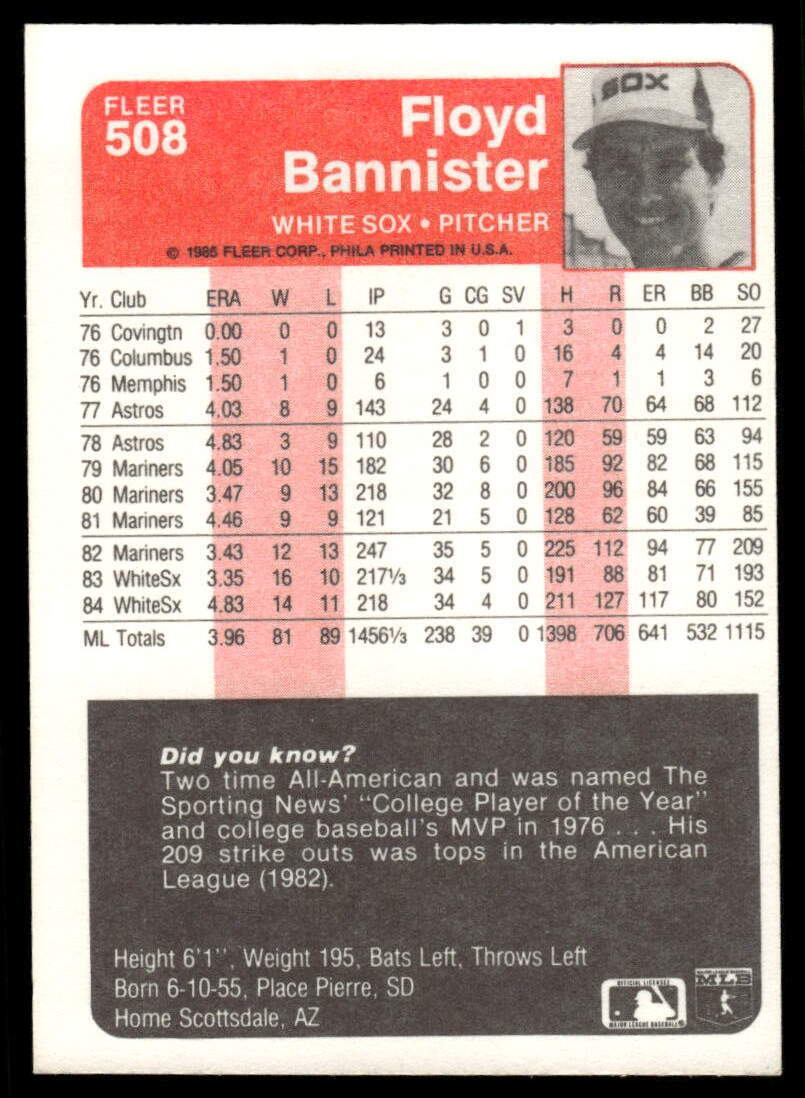 FLEER
508
Floyd
Bannister
WHITE SOX • PITCHER
© 1985 FLEER CORP., PHILA PRINTED IN U.S.A.
SOX
Yr. Club ERA W L IP G CG SV H R ER BB SO
76 Covingtn 0.00 0 0 13 3 0 1 3 0 0 2 27
76 Columbus 1.50 1 0 24 3 1 0 16 4 4 14 20
76 Memphis 1.50 1 0 6 1 0 0 7 1 1 3 6
77 Astros 4.03 8 9 143 24 4 0 138 70 64 68 112
78 Astros 4.83 3 9 110 28 2 0 120 59 59 63 94
79 Mariners 4.05 10 15 182 30 6 0 185 92 82 68 115
80 Mariners 3.47 9 13 218 32 8 0 200 96 84 66 155
81 Mariners 4.46 9 9 121 21 5 0 128 62 60 39 85
82 Mariners 3.43 12 13 247 35 5 0 225 112 94 77 209
83 WhiteSx 3.35 16 10 217⅓ 34 5 0 191 88 81 71 193
84 WhiteSx 4.83 14 11 218 34 4 0 211 127 117 80 152
ML Totals 3.96 81 89 1456⅓ 238 39 0 1398 706 641 532 1115
Did you know?
Two time All-American and was named The
Sporting News' "College Player of the Year"
and college baseball's MVP in 1976 . . . His
209 strike outs was tops in the American
League (1982).
Height 6'1'', Weight 195, Bats Left, Throws Left
Born 6-10-55, Place Pierre, SD
Home Scottsdale, AZ
OFFICIAL LICENSEE
MAJOR LEAGUE BASEBALL
MLB